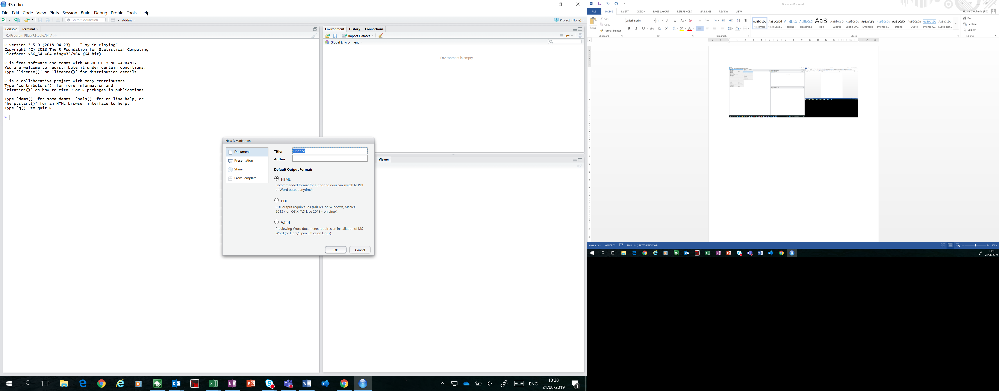 RStudio
File Edit Code View Plots Session Build Debug Profile Tools Help
Go to file/function Addins Project: (None)
Console Terminal
C:/Program Files/RStudio/bin/
R version 3.5.0 (2018-04-23) -- "Joy in Playing"
Copyright (C) 2018 The R Foundation for Statistical Computing
Platform: x86_64-w64-mingw32/x64 (64-bit)
R is free software and comes with ABSOLUTELY NO WARRANTY.
You are welcome to redistribute it under certain conditions.
Type 'license()' or 'licence()' for distribution details.
R is a collaborative project with many contributors.
Type 'contributors()' for more information and
'citation()' on how to cite R or R packages in publications.
Type 'demo()' for some demos, 'help()' for on-line help, or
'help.start()' for an HTML browser interface to help.
Type 'q()' to quit R.
>
Environment History Connections
Import Dataset List
Global Environment
Environment is empty
Viewer
New R Markdown
Document
Presentation
Shiny
From Template
Title: Untitled
Author:
Default Output Format:
HTML
Recommended format for authoring (you can switch to PDF
or Word output anytime).
PDF
PDF output requires TeX (MiKTeX on Windows, MacTeX
2013+ on OS X, TeX Live 2013+ on Linux).
Word
Previewing Word documents requires an installation of MS
Word (or Libre/Open Office on Linux).
OK Cancel
ENG
10:28
21/08/2019
1
Document1 - Word
FILE HOME INSERT DESIGN PAGE LAYOUT REFERENCES MAILINGS REVIEW VIEW
Hoare, Stephanie (RIS)
Paste
Cut
Copy
Format Painter
Clipboard
Calibri (Body) 11
Font
Paragraph
AaBbCcDd AaBbCcDd AaBbCc AaBbCcD AaBl AaBbCcD AaBbCcDd AaBbCcDd AaBbCcDd AaBbCcDc AaBbCcDd AaBbCcDd AaBbCcDd
1 Normal 1 No Spac... Heading 1 Heading 2 Title Subtitle Subtle Em... Emphasis Intense E... Strong Quote Intense Q... Subtle Ref...
Styles
Find
Replace
Select
Editing
PAGE 1 OF 1 0 WORDS ENGLISH (UNITED KINGDOM) 100%
10:28
21/08/2019